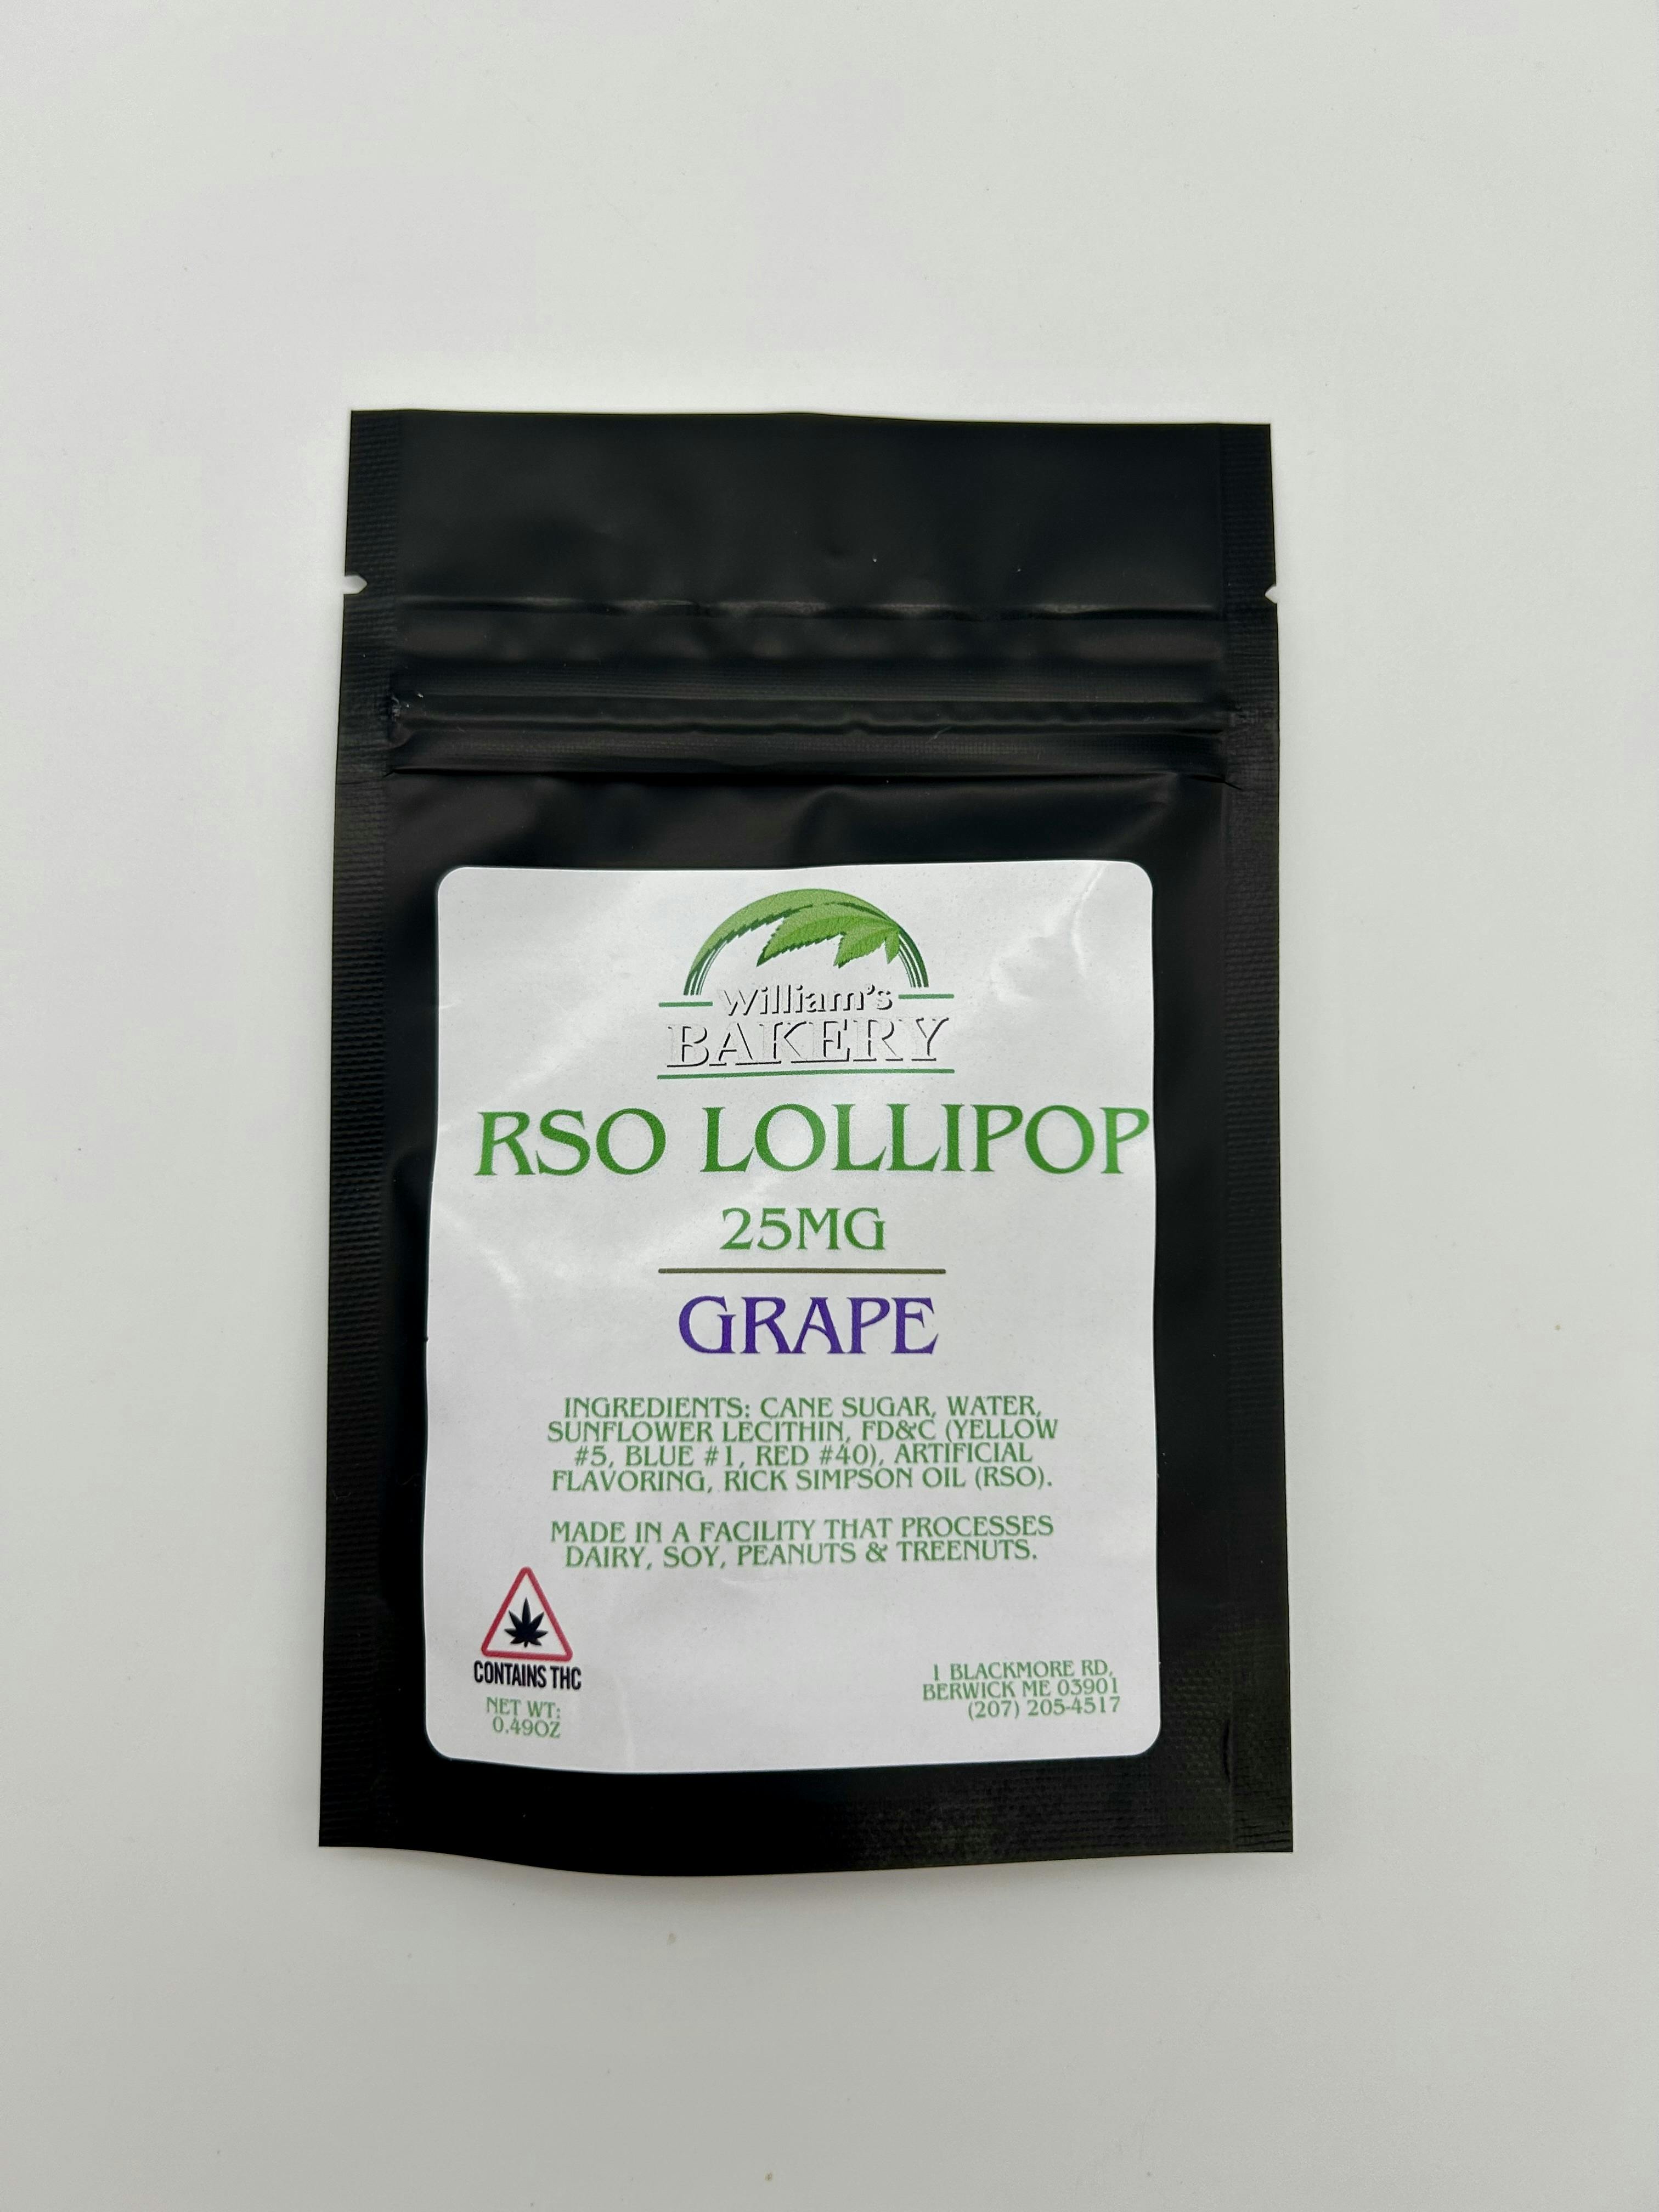 William's
BAKERY
RSO LOLLIPOP
25MG
GRAPE
INGREDIENTS: CANE SUGAR, WATER,
SUNFLOWER LECITHIN, FD&C (YELLOW
#5, BLUE #1, RED #40), ARTIFICIAL
FLAVORING, RICK SIMPSON OIL (RSO).
MADE IN A FACILITY THAT PROCESSES
DAIRY, SOY, PEANUTS & TREENUTS.
CONTAINS THC
NET WT:
0.49OZ
1 BLACKMORE RD,
BERWICK ME 03901
(207) 205-4517